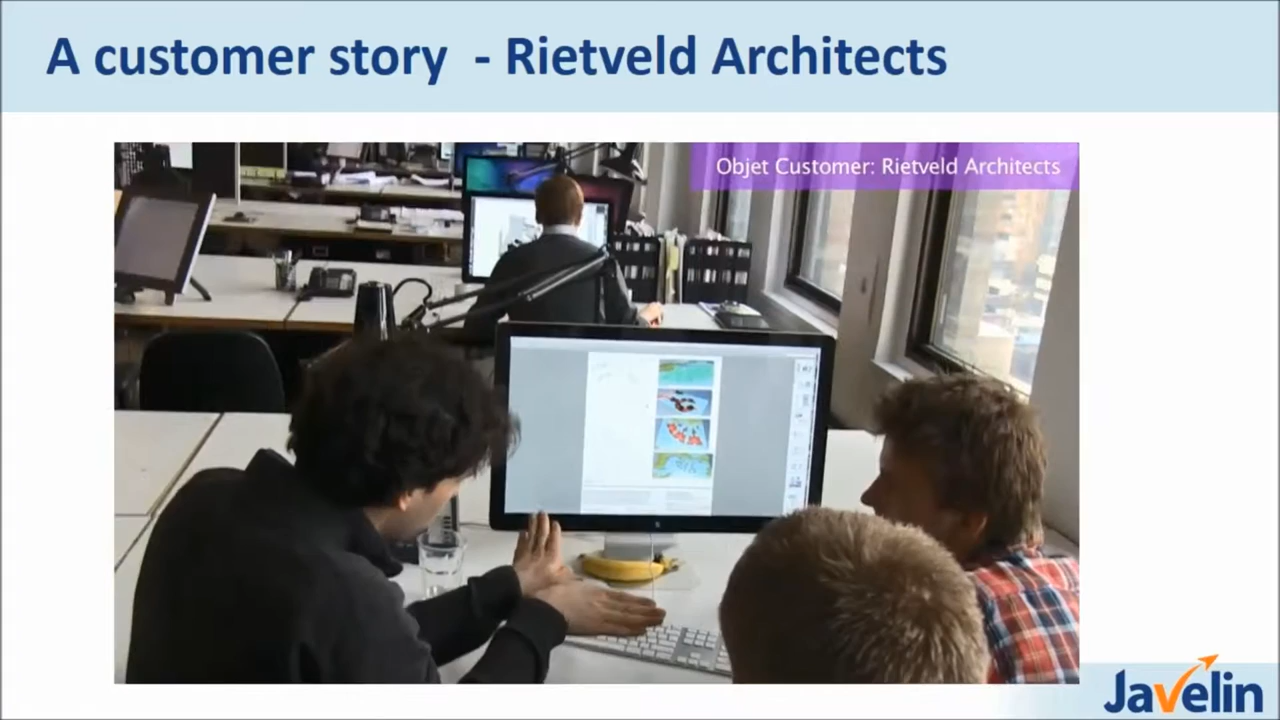 A customer story - Rietveld Architects
Objet Customer: Rietveld Architects
Javelin